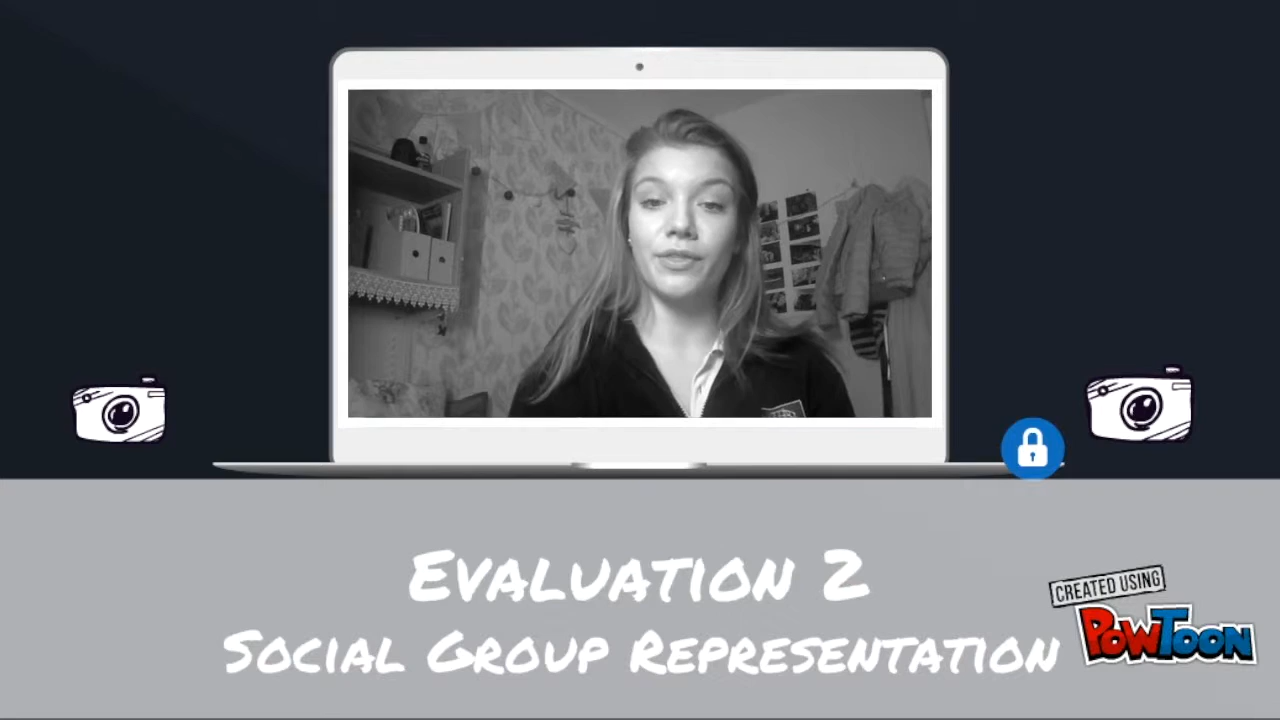 Evaluation 2
Social Group Representation
CREATED USING
PowToon